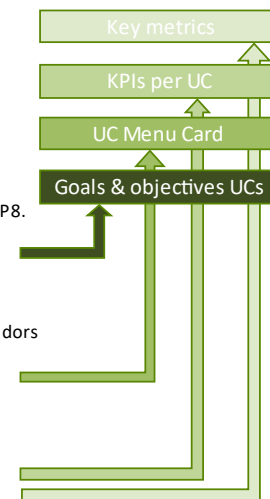 Key metrics
KPIs per UC
UC Menu Card
Goals & objectives UCs
P8.
dors